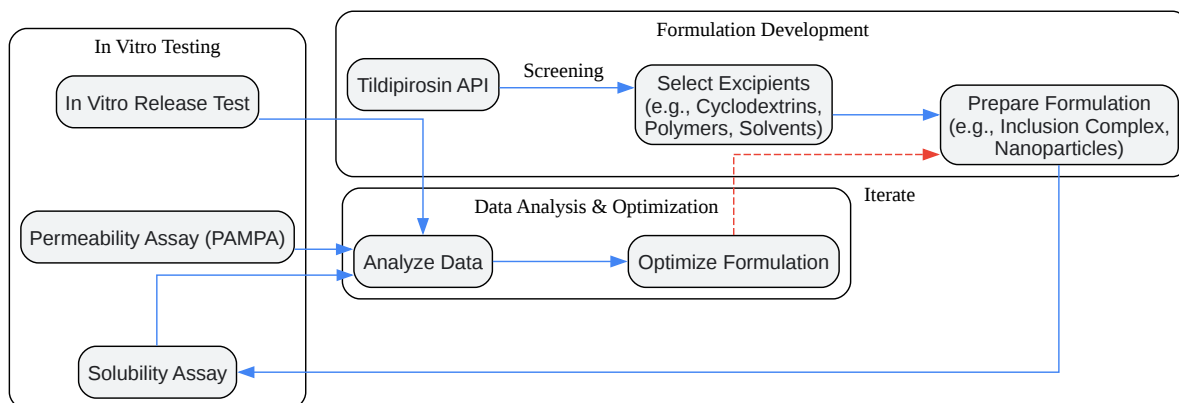 In Vitro Testing
In Vitro Release Test
Permeability Assay (PAMPA)
Solubility Assay
Formulation Development
Tildipirosin API
Screening
Select Excipients
(e.g., Cyclodextrins,
Polymers, Solvents)
Prepare Formulation
(e.g., Inclusion Complex,
Nanoparticles)
Iterate
Data Analysis & Optimization
Analyze Data
Optimize Formulation